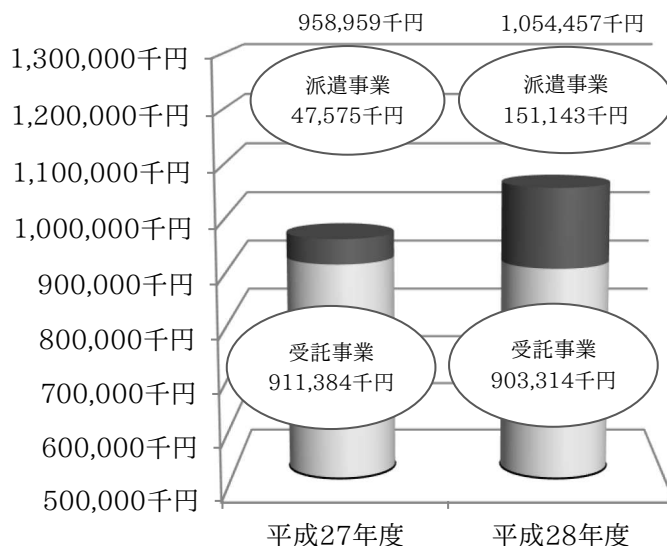 958,959千円
1,054,457千円
1,300,000千円
1,200,000千円
1,100,000千円
1,000,000千円
900,000千円
800,000千円
700,000千円
600,000千円
500,000千円
派遣事業
47,575千円
派遣事業
151,143千円
受託事業
911,384千円
受託事業
903,314千円
平成27年度
平成28年度